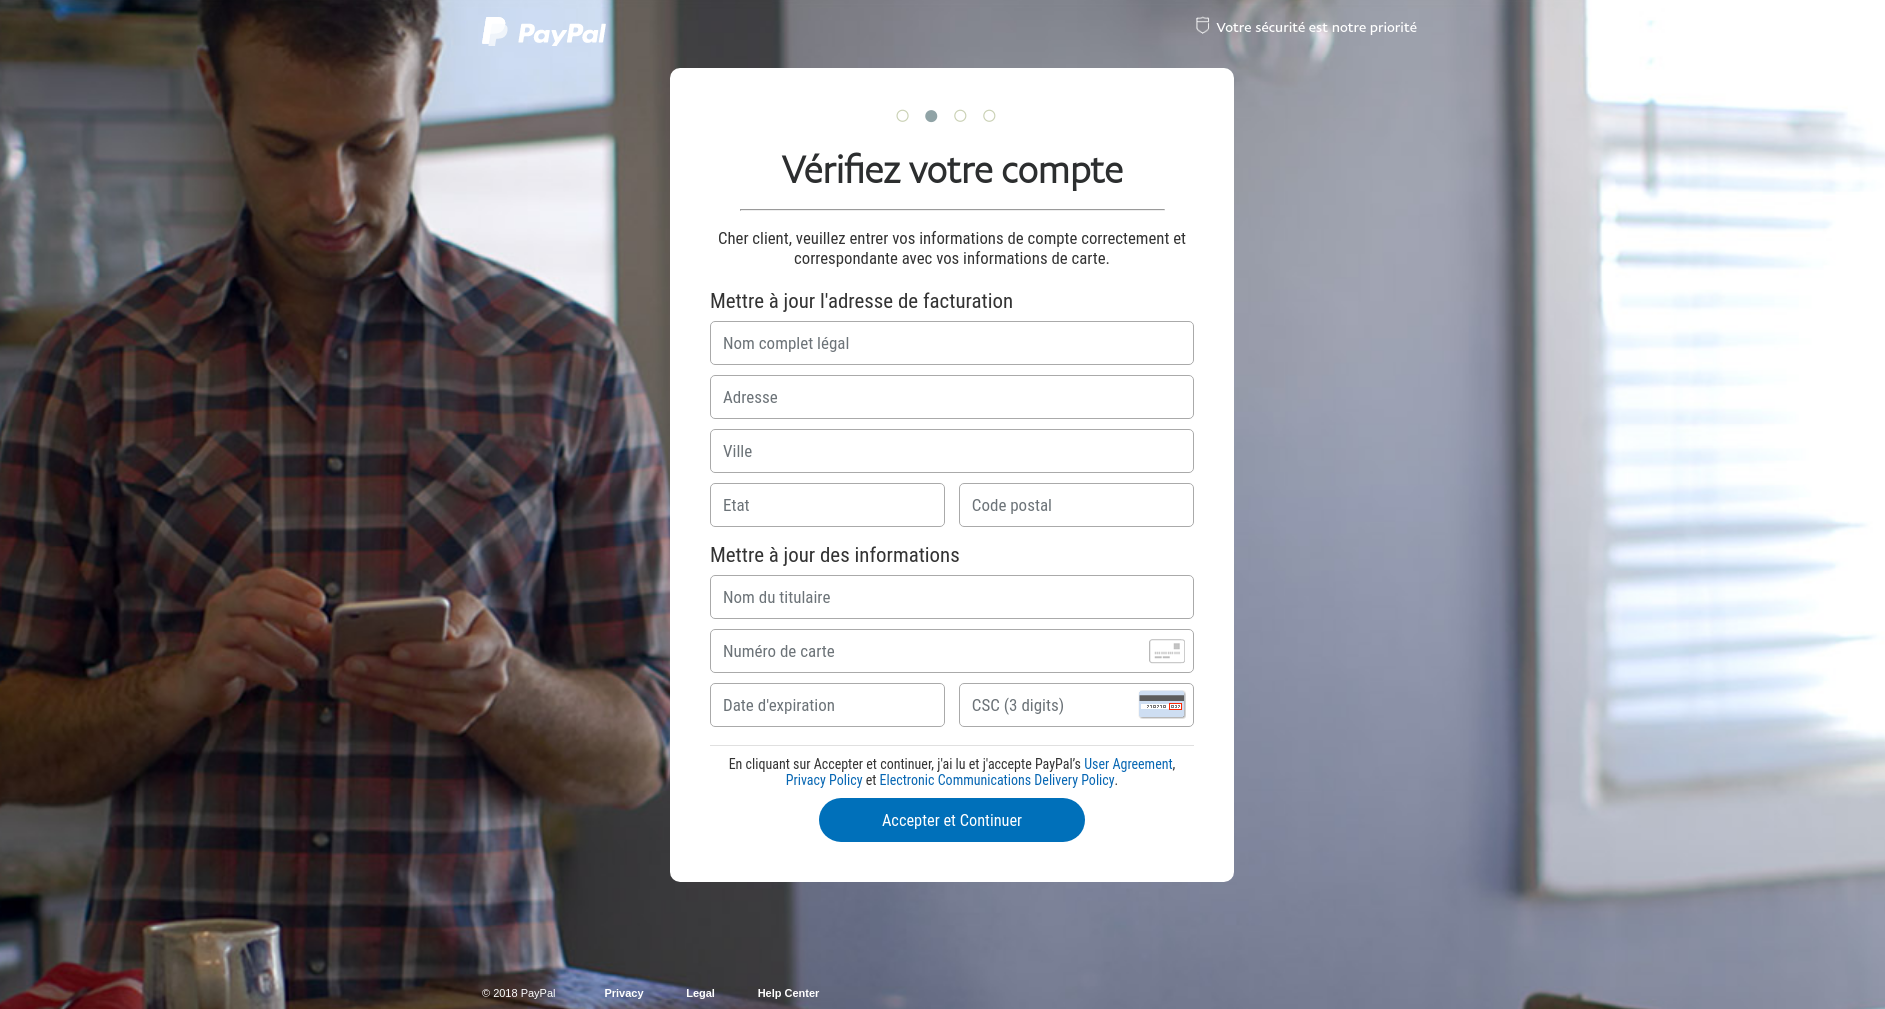 PayPal
Votre sécurité est notre priorité
Vérifiez votre compte
Cher client, veuillez entrer vos informations de compte correctement et
correspondante avec vos informations de carte.
Mettre à jour l'adresse de facturation
Nom complet légal
Adresse
Ville
Etat
Code postal
Mettre à jour des informations
Nom du titulaire
Numéro de carte
Date d'expiration
CSC (3 digits)
En cliquant sur Accepter et continuer, j'ai lu et j'accepte PayPal's User Agreement,
Privacy Policy et Electronic Communications Delivery Policy.
Accepter et Continuer
© 2018 PayPal Privacy Legal Help Center